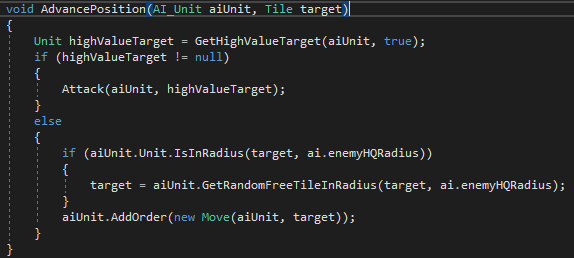 void AdvancePosition(AI_Unit aiUnit, Tile target)
{
    Unit highValueTarget = GetHighValueTarget(aiUnit, true);
    if (highValueTarget != null)
    {
        Attack(aiUnit, highValueTarget);
    }
    else
    {
        if (aiUnit.Unit.IsInRadius(target, ai.enemyHQRadius))
        {
            target = aiUnit.GetRandomFreeTileInRadius(target, ai.enemyHQRadius);
        }
        aiUnit.AddOrder(new Move(aiUnit, target));
    }
}